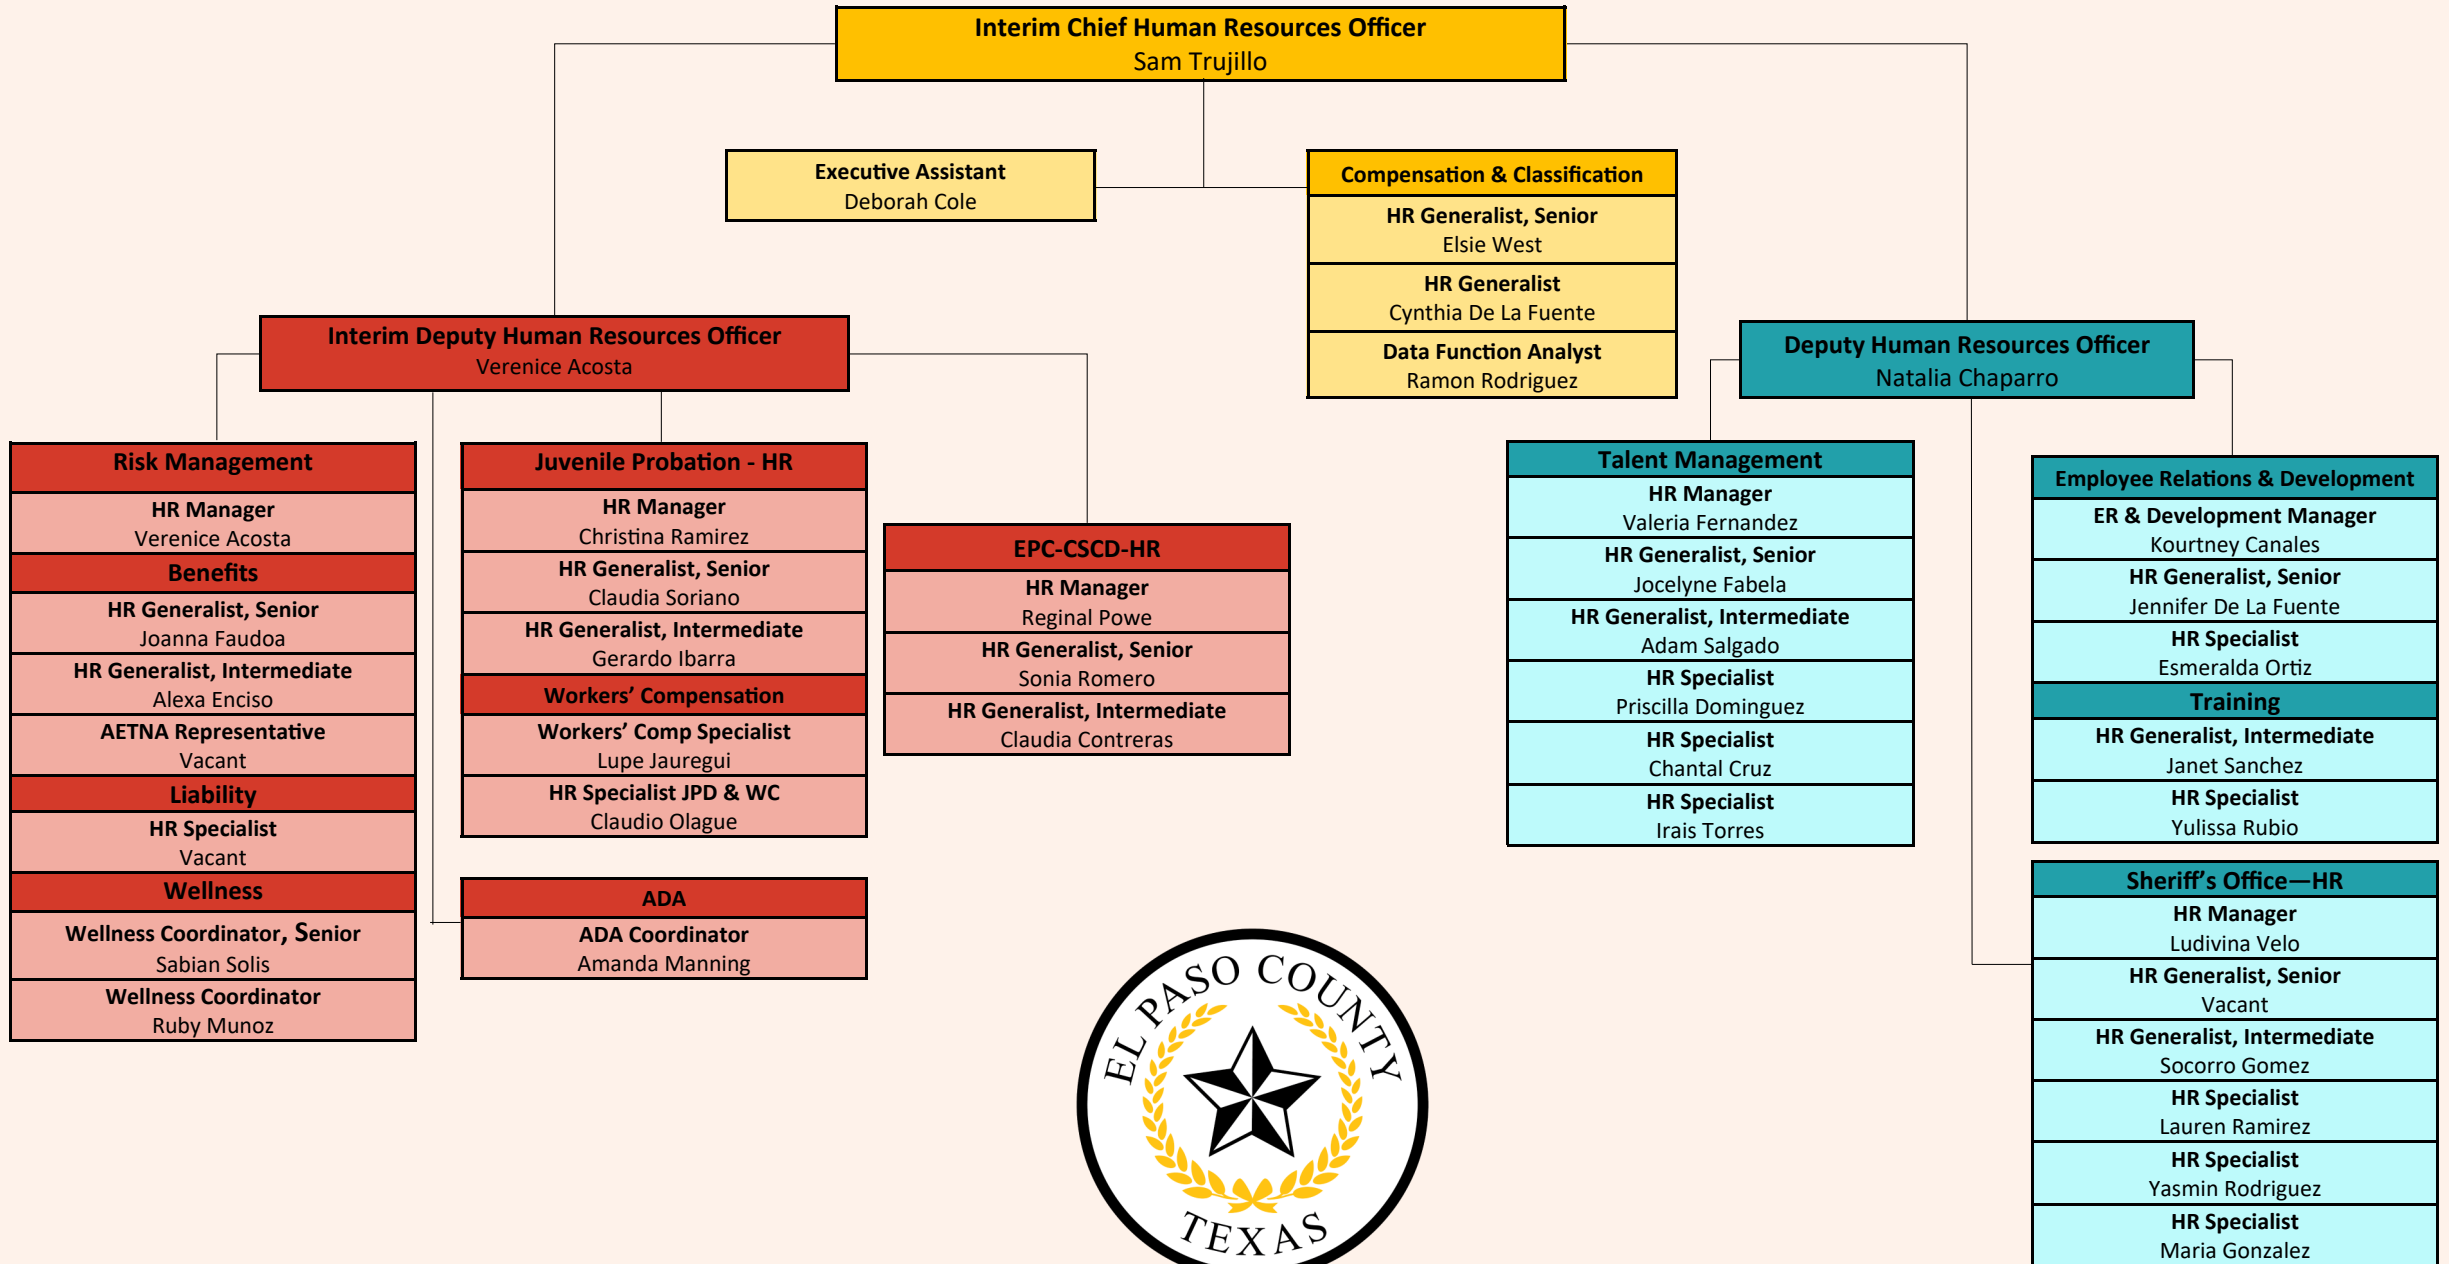 Interim Chief Human Resources Officer
Sam Trujillo
Executive Assistant
Deborah Cole
Compensation & Classification
HR Generalist, Senior
Elsie West
HR Generalist
Cynthia De La Fuente
Data Function Analyst
Ramon Rodriguez
Interim Deputy Human Resources Officer
Verenice Acosta
Deputy Human Resources Officer
Natalia Chaparro
Risk Management
HR Manager
Verenice Acosta
Benefits
HR Generalist, Senior
Joanna Faudoa
HR Generalist, Intermediate
Alexa Enciso
AETNA Representative
Vacant
Liability
HR Specialist
Vacant
Wellness
Wellness Coordinator, Senior
Sabian Solis
Wellness Coordinator
Ruby Munoz
Juvenile Probation - HR
HR Manager
Christina Ramirez
HR Generalist, Senior
Claudia Soriano
HR Generalist, Intermediate
Gerardo Ibarra
Workers’ Compensation
Workers’ Comp Specialist
Lupe Jauregui
HR Specialist JPD & WC
Claudio Olague
ADA
ADA Coordinator
Amanda Manning
EPC-CSCD-HR
HR Manager
Reginal Powe
HR Generalist, Senior
Sonia Romero
HR Generalist, Intermediate
Claudia Contreras
Talent Management
HR Manager
Valeria Fernandez
HR Generalist, Senior
Jocelyne Fabela
HR Generalist, Intermediate
Adam Salgado
HR Specialist
Priscilla Dominguez
HR Specialist
Chantal Cruz
HR Specialist
Irais Torres
Employee Relations & Development
ER & Development Manager
Kourtney Canales
HR Generalist, Senior
Jennifer De La Fuente
HR Specialist
Esmeralda Ortiz
Training
HR Generalist, Intermediate
Janet Sanchez
HR Specialist
Yulissa Rubio
Sheriff’s Office—HR
HR Manager
Ludivina Velo
HR Generalist, Senior
Vacant
HR Generalist, Intermediate
Socorro Gomez
HR Specialist
Lauren Ramirez
HR Specialist
Yasmin Rodriguez
HR Specialist
Maria Gonzalez
EL PASO COUNTY
TEXAS